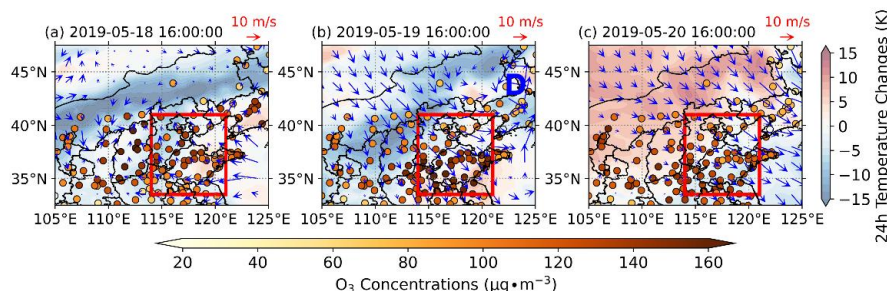 10 m/s
10 m/s
10 m/s
(a) 2019-05-18 16:00:00
(b) 2019-05-19 16:00:00
(c) 2019-05-20 16:00:00
45°N
40°N
35°N
105°E 110°E 115°E 120°E 125°E
45°N
40°N
35°N
105°E 110°E 115°E 120°E 125°E
D
45°N
40°N
35°N
105°E 110°E 115°E 120°E 125°E
15
10
5
0
−5
−10
−15
24h Temperature Changes (K)
20 40 60 80 100 120 140 160
O₃ Concentrations (μg•m⁻³)